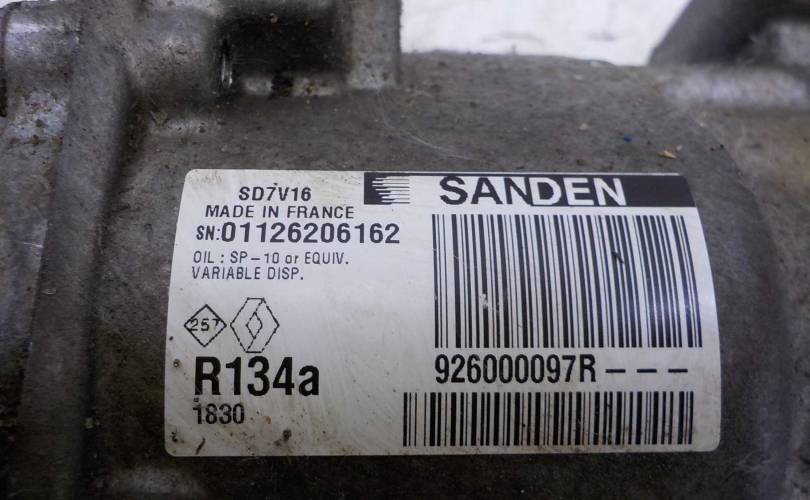 SD7V16
SANDEN
MADE IN FRANCE
SN:01126206162
OIL : SP-10 or EQUIV.
VARIABLE DISP.
257
R134a
926000097R---
1830